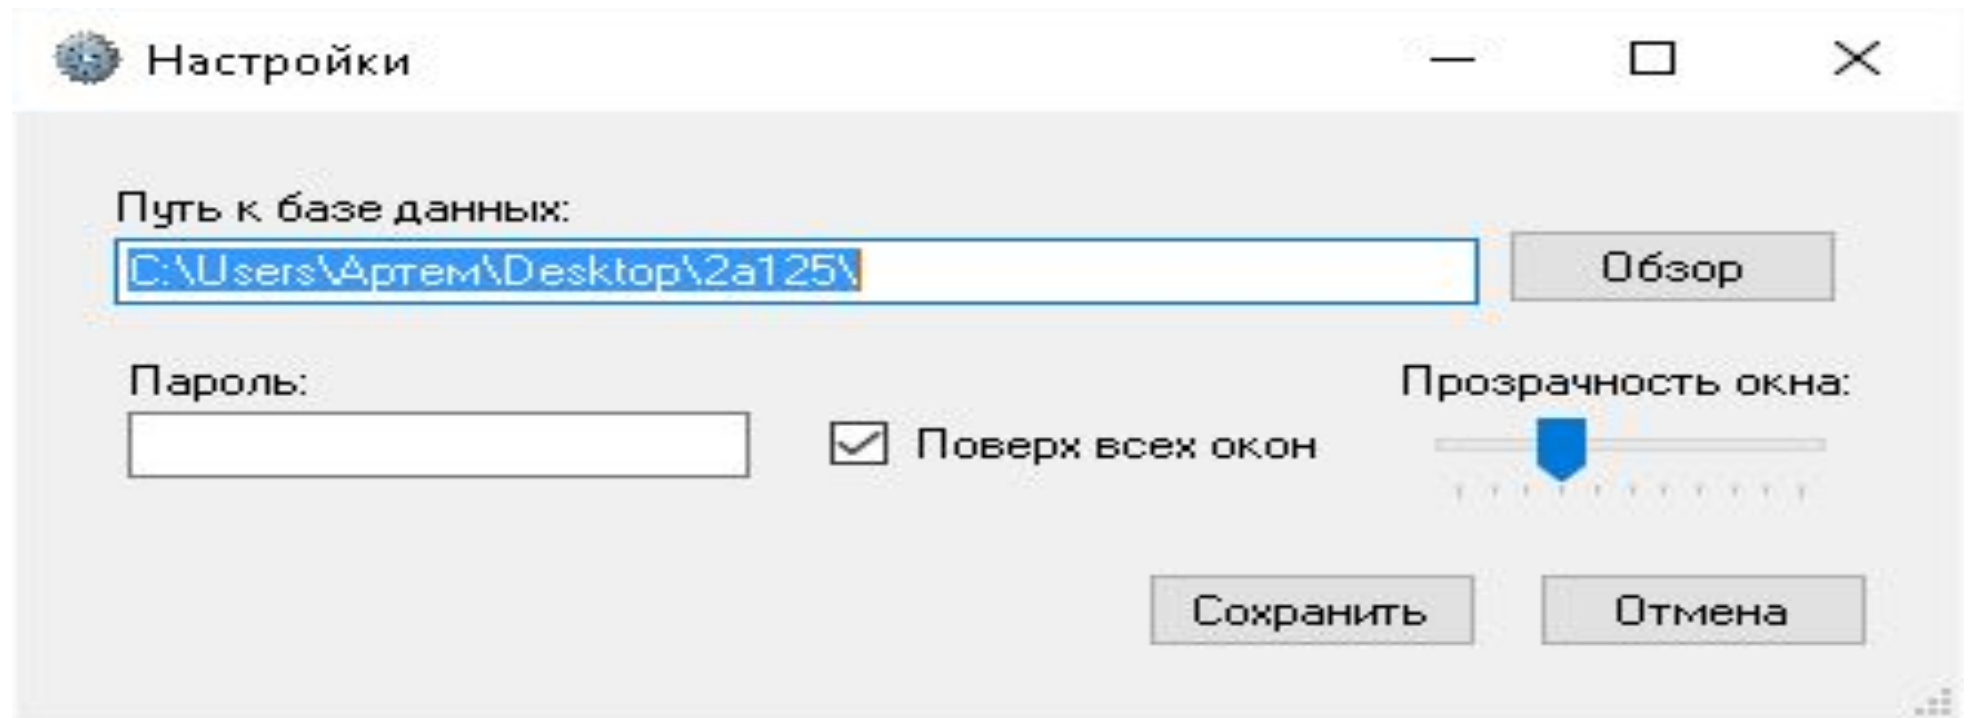 Настройки
Путь к базе данных:
C:\Users\Артем\Desktop\2a125\
Обзор
Пароль:
Поверх всех окон
Прозрачность окна:
Сохранить
Отмена